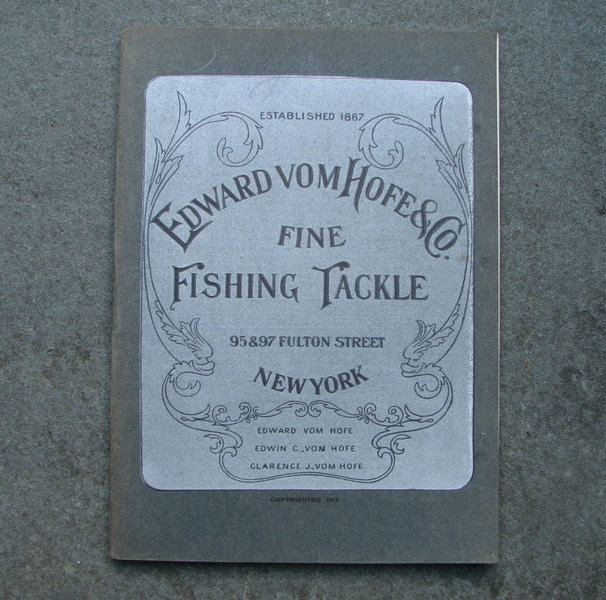 ESTABLISHED 1867
EDWARD VOM HOFE & CO.
FINE
FISHING TACKLE
95 & 97 FULTON STREET
NEW YORK
EDWARD VOM HOFE
EDWIN C. VOM HOFE
CLARENCE J. VOM HOFE
COPYRIGHTED